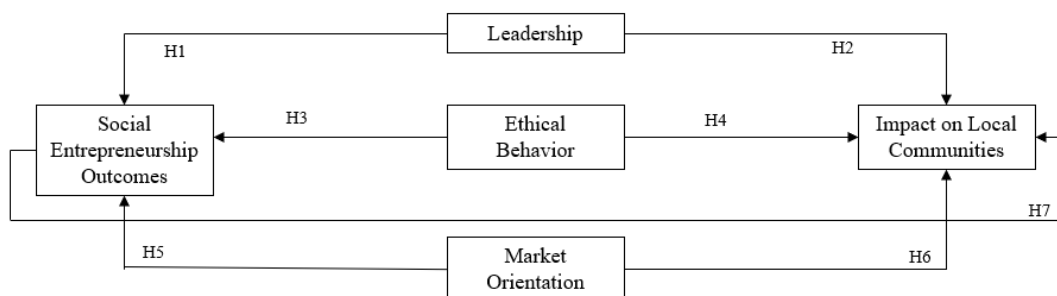 Leadership
H1
H2
Social
Entrepreneurship
Outcomes
H3
Ethical
Behavior
H4
Impact on Local
Communities
H7
H5
Market
Orientation
H6